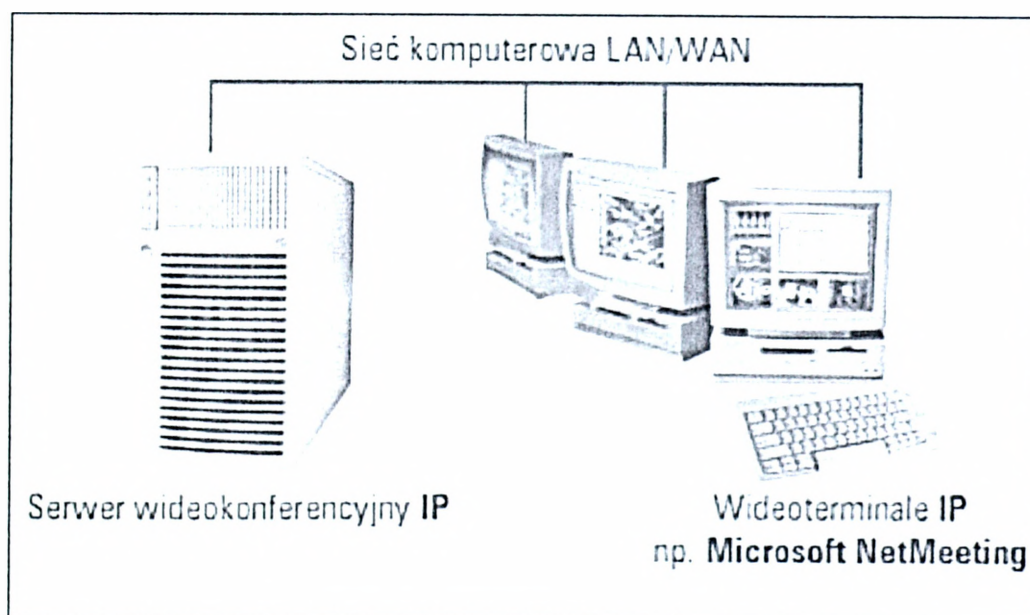 Sieć komputerowa LAN/WAN
Serwer wideokonferencyjny IP
Wideoterminale IP
np. Microsoft NetMeeting